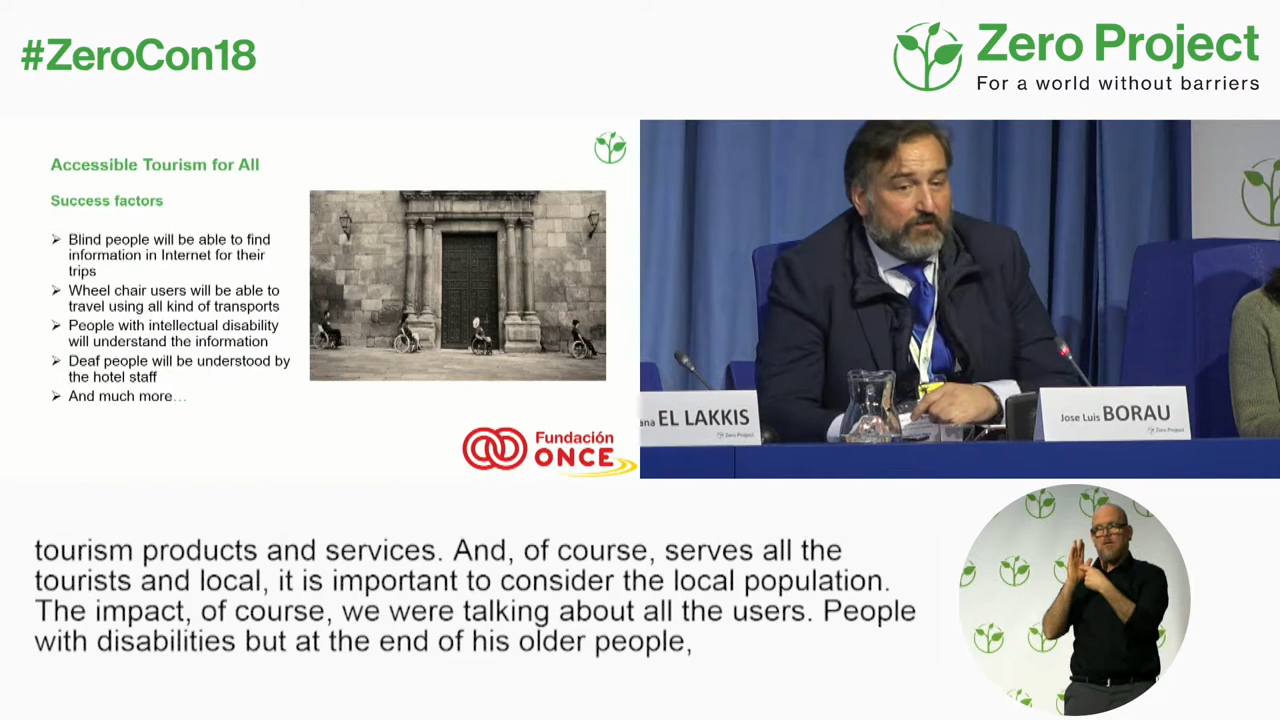 #ZeroCon18
Zero Project
For a world without barriers
Accessible Tourism for All
Success factors
Blind people will be able to find
information in Internet for their
trips
Wheel chair users will be able to
travel using all kind of transports
People with intellectual disability
will understand the information
Deaf people will be understood by
the hotel staff
And much more…
Fundación
ONCE
ana EL LAKKIS
Zero Project
Jose Luis BORAU
Zero Project
tourism products and services. And, of course, serves all the
tourists and local, it is important to consider the local population.
The impact, of course, we were talking about all the users. People
with disabilities but at the end of his older people,